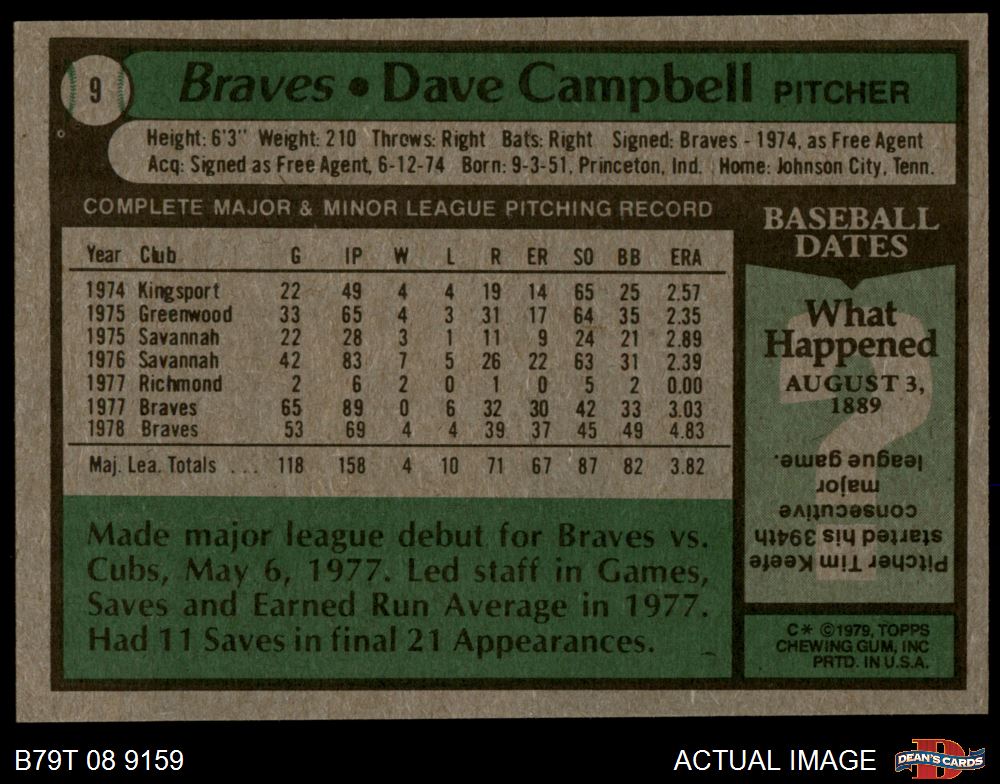 9
Braves • Dave Campbell PITCHER
Height: 6'3" Weight: 210 Throws: Right Bats: Right Signed: Braves - 1974, as Free Agent
Acq: Signed as Free Agent, 6-12-74 Born: 9-3-51, Princeton, Ind. Home: Johnson City, Tenn.
COMPLETE MAJOR & MINOR LEAGUE PITCHING RECORD
Year Club G IP W L R ER SO BB ERA
1974 Kingsport 22 49 4 4 19 14 65 25 2.57
1975 Greenwood 33 65 4 3 31 17 64 35 2.35
1975 Savannah 22 28 3 1 11 9 24 21 2.89
1976 Savannah 42 83 7 5 26 22 63 31 2.39
1977 Richmond 2 6 2 0 1 0 5 2 0.00
1977 Braves 65 89 0 6 32 30 42 33 3.03
1978 Braves 53 69 4 4 39 37 45 49 4.83
Maj. Lea. Totals ... 118 158 4 10 71 67 87 82 3.82
Made major league debut for Braves vs.
Cubs, May 6, 1977. Led staff in Games,
Saves and Earned Run Average in 1977.
Had 11 Saves in final 21 Appearances.
BASEBALL
DATES
What
Happened
AUGUST 3,
1889
?
Pitcher Tim Keefe
started his 394th
consecutive
major
league game.
C* ©1979, TOPPS
CHEWING GUM, INC
PRTD. IN U.S.A.
B79T 08 9159
ACTUAL IMAGE
D
DEAN'S CARDS